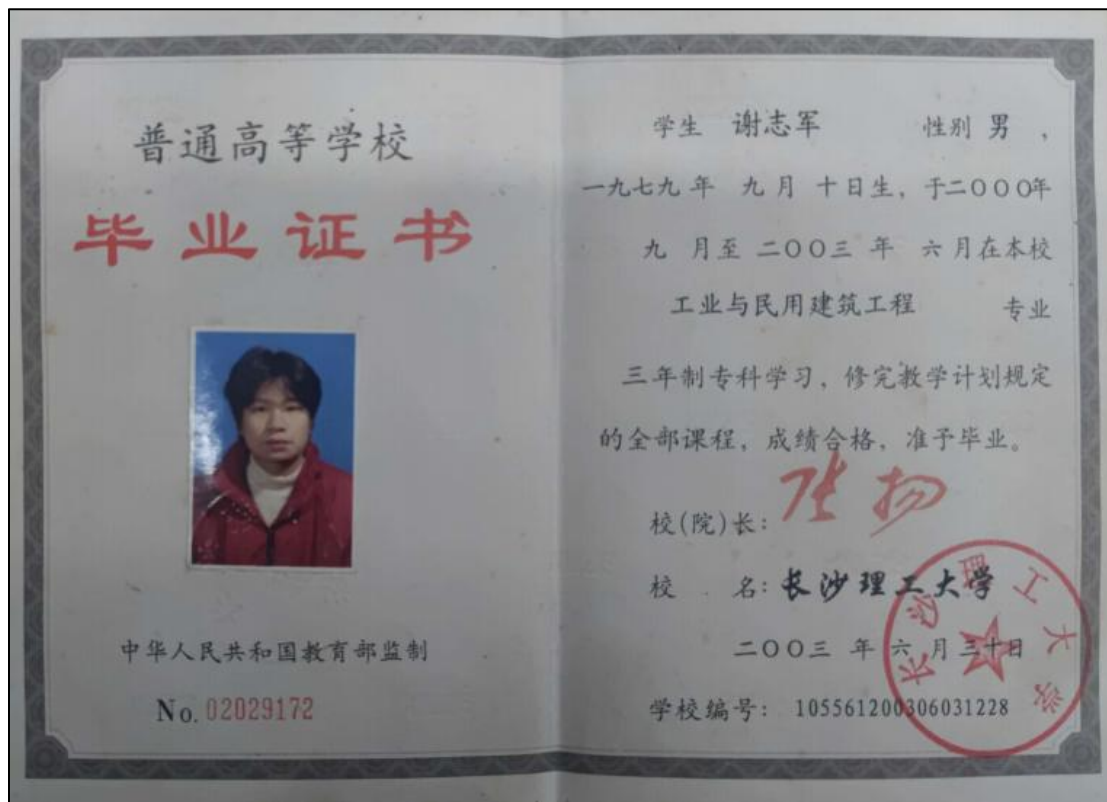 普通高等学校
毕业证书
中华人民共和国教育部监制
No. 02029172
学生 谢志军 性别 男 ,
一九七九年 九月 十日生, 于二〇〇〇年
九 月至 二〇〇三 年 六月在本校
工业与民用建筑工程 专业
三年制专科学习, 修完教学计划规定
的全部课程, 成绩合格, 准予毕业。
校(院)长:
校 名: 长沙理工大学
二〇〇三 年 六 月 三十日
学校编号: 105561200306031228
长沙理工大学